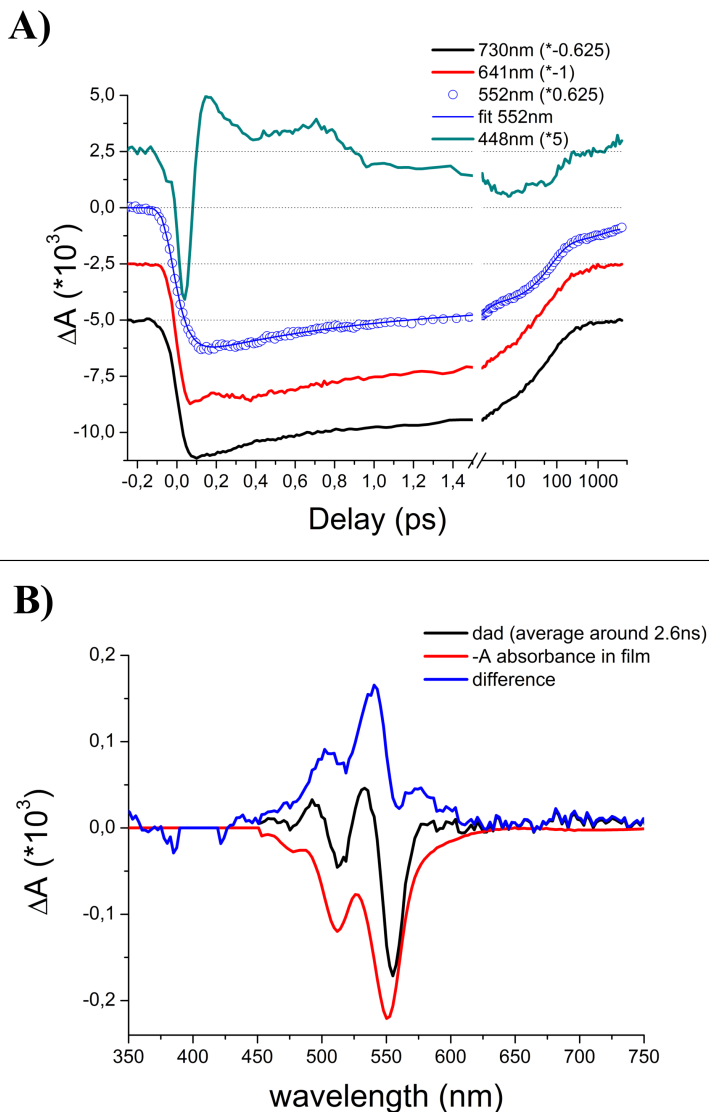 A)
730nm (*-0.625)
641nm (*-1)
552nm (*0.625)
fit 552nm
448nm (*5)
5,0
2,5
0,0
-2,5
-5,0
-7,5
-10,0
ΔA (*10³)
-0,2 0,0 0,2 0,4 0,6 0,8 1,0 1,2 1,4 10 100 1000
Delay (ps)
B)
dad (average around 2.6ns)
-A absorbance in film
difference
0,2
0,1
0,0
-0,1
-0,2
ΔA (*10³)
350 400 450 500 550 600 650 700 750
wavelength (nm)